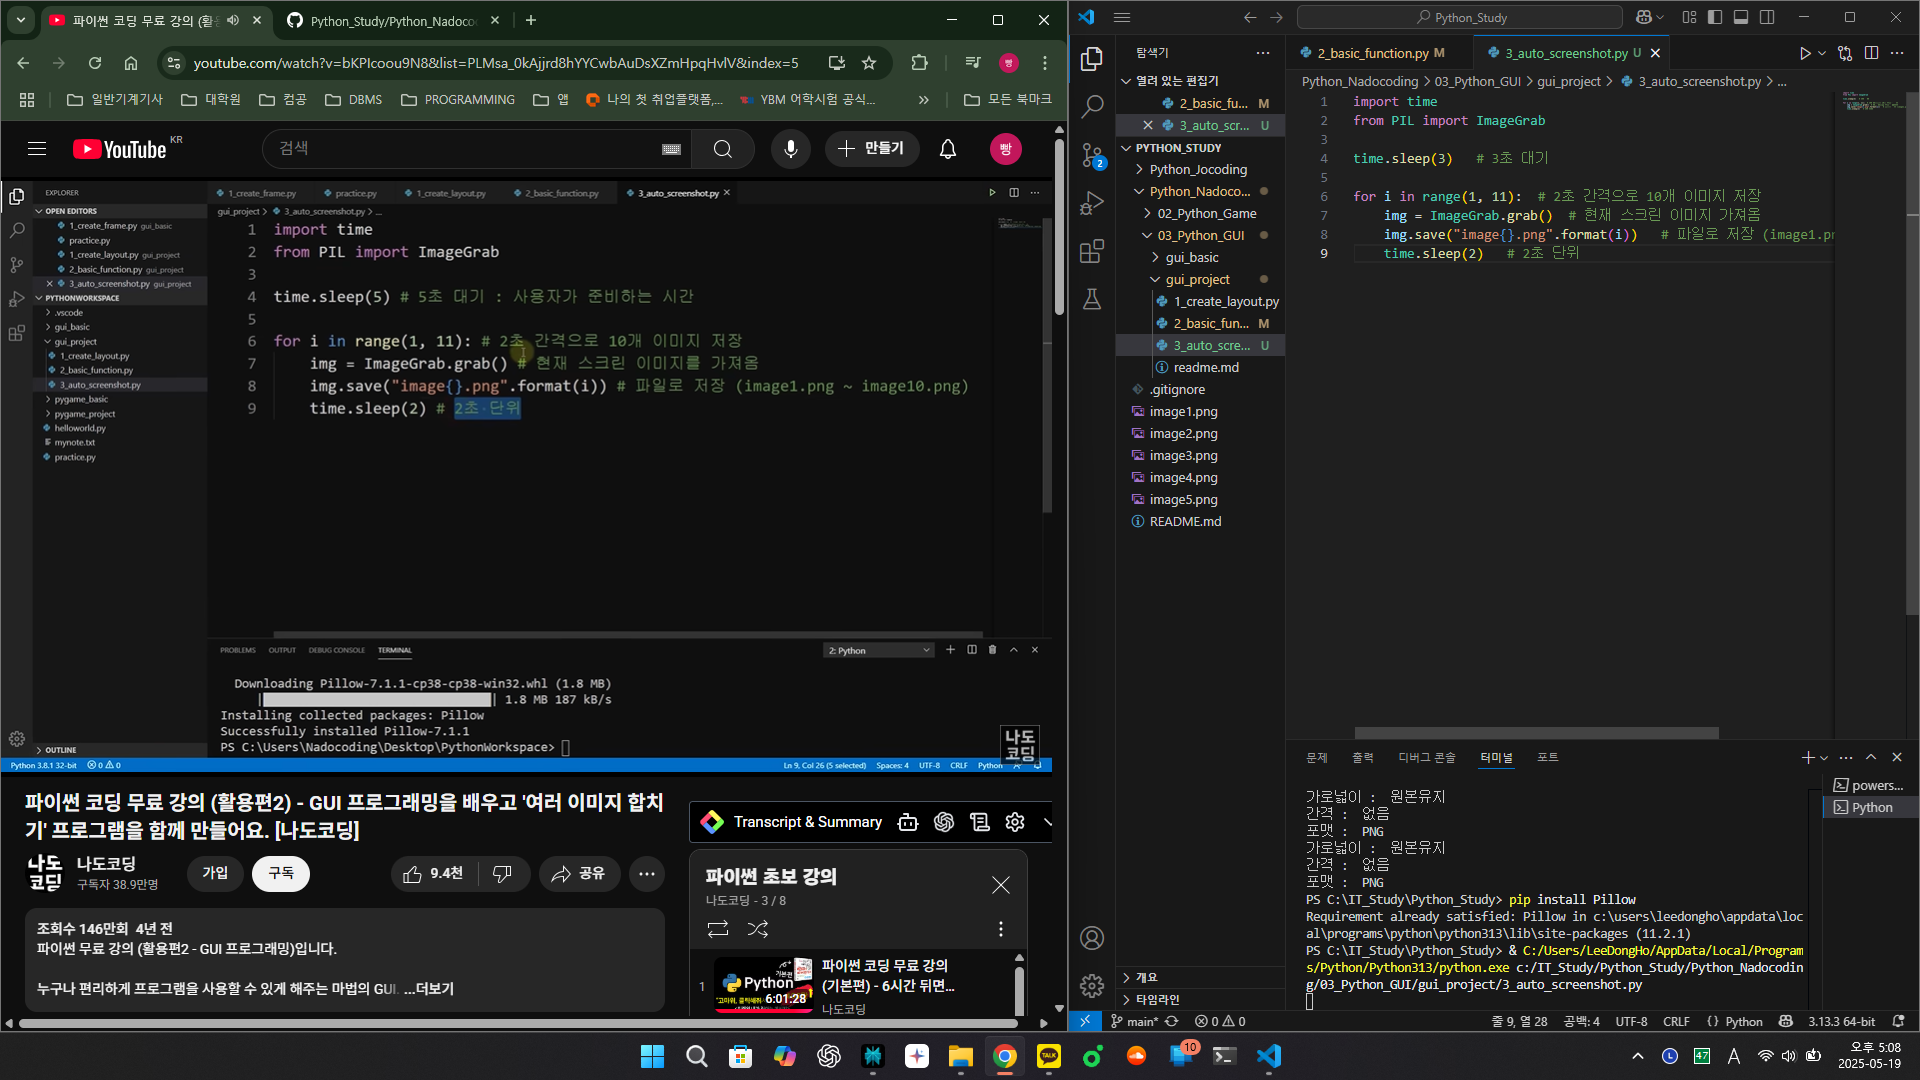 파이썬 코딩 무료 강의 (활
Python_Study/Python_Nadoco
youtube.com/watch?v=bKPIcoou9N8&list=PLMsa_0kAjjrd8hYYCwbAuDsXZmHpqHvlV&index=5
빵
일반기계기사
대학원
컴공
DBMS
PROGRAMMING
앱
나의 첫 취업플랫폼,...
YBM 어학시험 공식...
»
모든 북마크
YouTube KR
검색
만들기
빵
EXPLORER
OPEN EDITORS
1_create_frame.py gui_basic
practice.py
1_create_layout.py gui_project
2_basic_function.py gui_project
3_auto_screenshot.py gui_project
PYTHONWORKSPACE
.vscode
gui_basic
gui_project
1_create_layout.py
2_basic_function.py
3_auto_screenshot.py
pygame_basic
pygame_project
helloworld.py
mynote.txt
practice.py
OUTLINE
1_create_frame.py
practice.py
1_create_layout.py
2_basic_function.py
3_auto_screenshot.py
gui_project > 3_auto_screenshot.py > ...
1 import time
2 from PIL import ImageGrab
3
4 time.sleep(5) # 5초 대기 : 사용자가 준비하는 시간
5
6 for i in range(1, 11): # 2초 간격으로 10개 이미지 저장
7 img = ImageGrab.grab() # 현재 스크린 이미지를 가져옴
8 img.save("image{}.png".format(i)) # 파일로 저장 (image1.png ~ image10.png)
9 time.sleep(2) # 2초 단위
PROBLEMS
OUTPUT
DEBUG CONSOLE
TERMINAL
2: Python
Downloading Pillow-7.1.1-cp38-cp38-win32.whl (1.8 MB)
| | 1.8 MB 187 kB/s
Installing collected packages: Pillow
Successfully installed Pillow-7.1.1
PS C:\Users\Nadocoding\Desktop\PythonWorkspace>
나도
코딩
Python 3.8.1 32-bit
0
0
Ln 9, Col 26 (5 selected)
Spaces: 4
UTF-8
CRLF
Python
파이썬 코딩 무료 강의 (활용편2) - GUI 프로그래밍을 배우고 '여러 이미지 합치
기' 프로그램을 함께 만들어요. [나도코딩]
나도
코딩
나도코딩
구독자 38.9만명
가입
구독
9.4천
공유
조회수 146만회 4년 전
파이썬 무료 강의 (활용편2 - GUI 프로그래밍)입니다.
누구나 편리하게 프로그램을 사용할 수 있게 해주는 마법의 GUI. ...더보기
Transcript & Summary
파이썬 초보 강의
나도코딩 - 3 / 8
1
Python
기본편
6:01:28
파이썬 코딩 무료 강의
(기본편) - 6시간 뒤면...
나도코딩
Python_Study
탐색기
열려 있는 편집기
2_basic_fu... M
3_auto_scr... U
PYTHON_STUDY
Python_Jocoding
Python_Nadoco...
02_Python_Game
03_Python_GUI
gui_basic
gui_project
1_create_layout.py
2_basic_fun... M
3_auto_scre... U
readme.md
.gitignore
image1.png
image2.png
image3.png
image4.png
image5.png
README.md
개요
타임라인
2
2_basic_function.py M
3_auto_screenshot.py U
Python_Nadocoding > 03_Python_GUI > gui_project > 3_auto_screenshot.py > ...
1 import time
2 from PIL import ImageGrab
3
4 time.sleep(3) # 3초 대기
5
6 for i in range(1, 11): # 2초 간격으로 10개 이미지 저장
7 img = ImageGrab.grab() # 현재 스크린 이미지 가져옴
8 img.save("image{}.png".format(i)) # 파일로 저장 (image1.pn
9 time.sleep(2) # 2초 단위
문제
출력
디버그 콘솔
터미널
포트
powers...
Python
가로넓이 : 원본유지
간격 : 없음
포맷 : PNG
가로넓이 : 원본유지
간격 : 없음
포맷 : PNG
PS C:\IT_Study\Python_Study> pip install Pillow
Requirement already satisfied: Pillow in c:\users\leedongho\appdata\loc
al\programs\python\python313\lib\site-packages (11.2.1)
PS C:\IT_Study\Python_Study> & C:/Users/LeeDongHo/AppData/Local/Program
s/Python/Python313/python.exe c:/IT_Study/Python_Study/Python_Nadocodin
g/03_Python_GUI/gui_project/3_auto_screenshot.py
main*
0
0
줄 9, 열 28
공백: 4
UTF-8
CRLF
{} Python
3.13.3 64-bit
TALK
10
L
47
A
오후 5:08
2025-05-19